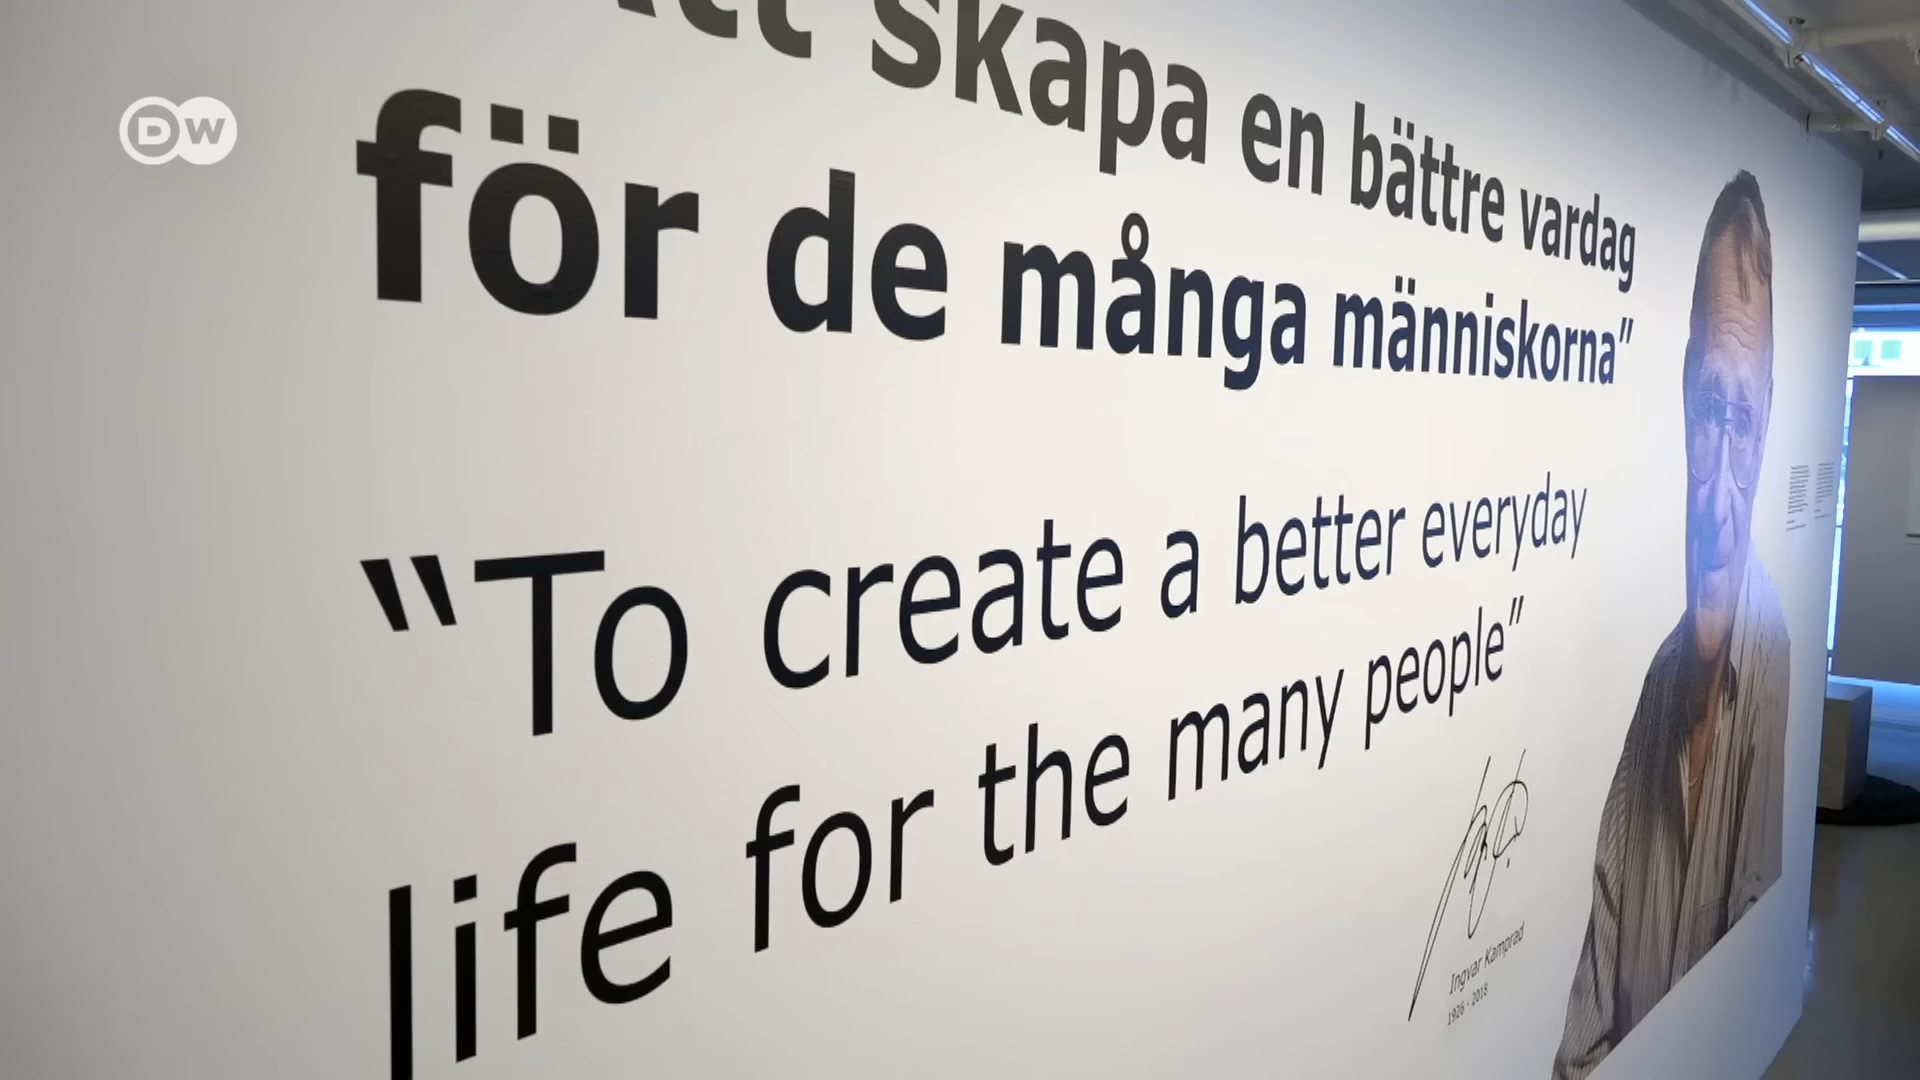 DW
skapa en bättre vardag
för de många människorna”
“To create a better everyday
life for the many people”
Ingvar Kamprad
1926 - 2018